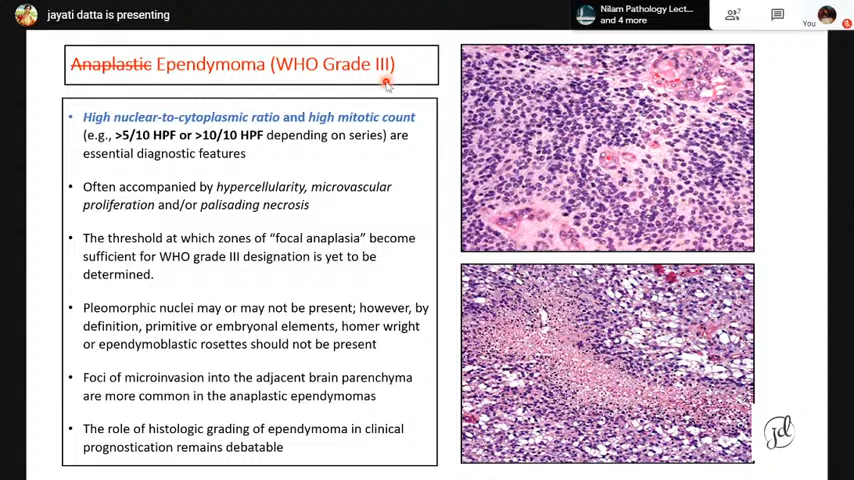 jayati datta is presenting
Nilam Pathology Lect...
and 4 more
7
You
Anaplastic Ependymoma (WHO Grade III)
• High nuclear-to-cytoplasmic ratio and high mitotic count
(e.g., >5/10 HPF or >10/10 HPF depending on series) are
essential diagnostic features
• Often accompanied by hypercellularity, microvascular
proliferation and/or palisading necrosis
• The threshold at which zones of "focal anaplasia" become
sufficient for WHO grade III designation is yet to be
determined.
• Pleomorphic nuclei may or may not be present; however, by
definition, primitive or embryonal elements, homer wright
or ependymoblastic rosettes should not be present
• Foci of microinvasion into the adjacent brain parenchyma
are more common in the anaplastic ependymomas
• The role of histologic grading of ependymoma in clinical
prognostication remains debatable
jd